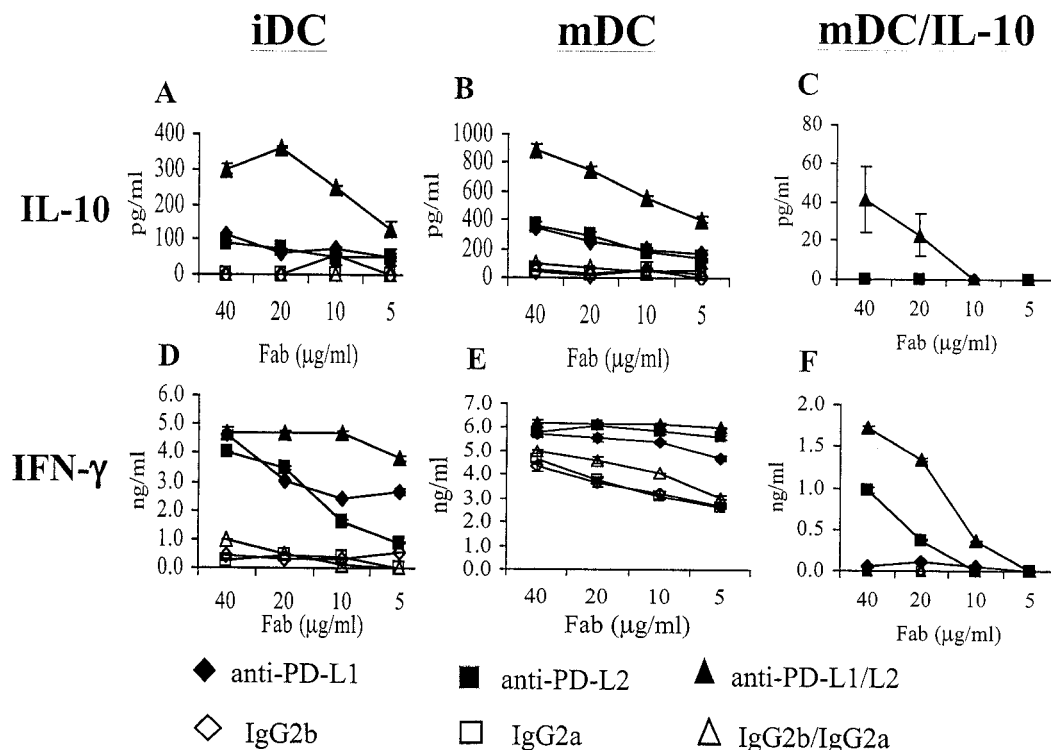 iDC mDC mDC/IL-10
A B C
IL-10
pg/ml
400
300
200
100
0
40 20 10 5
Fab (μg/ml)
pg/ml
1000
800
600
400
200
0
40 20 10 5
Fab (μg/ml)
pg/ml
80
60
40
20
0
40 20 10 5
Fab (μg/ml)
D E F
IFN-γ
ng/ml
6.0
5.0
4.0
3.0
2.0
1.0
0.0
40 20 10 5
Fab (μg/ml)
ng/ml
7.0
6.0
5.0
4.0
3.0
2.0
1.0
0.0
40 20 10 5
Fab (μg/ml)
ng/ml
2.0
1.5
1.0
0.5
0.0
40 20 10 5
Fab (μg/ml)
anti-PD-L1 anti-PD-L2 anti-PD-L1/L2
IgG2b IgG2a IgG2b/IgG2a